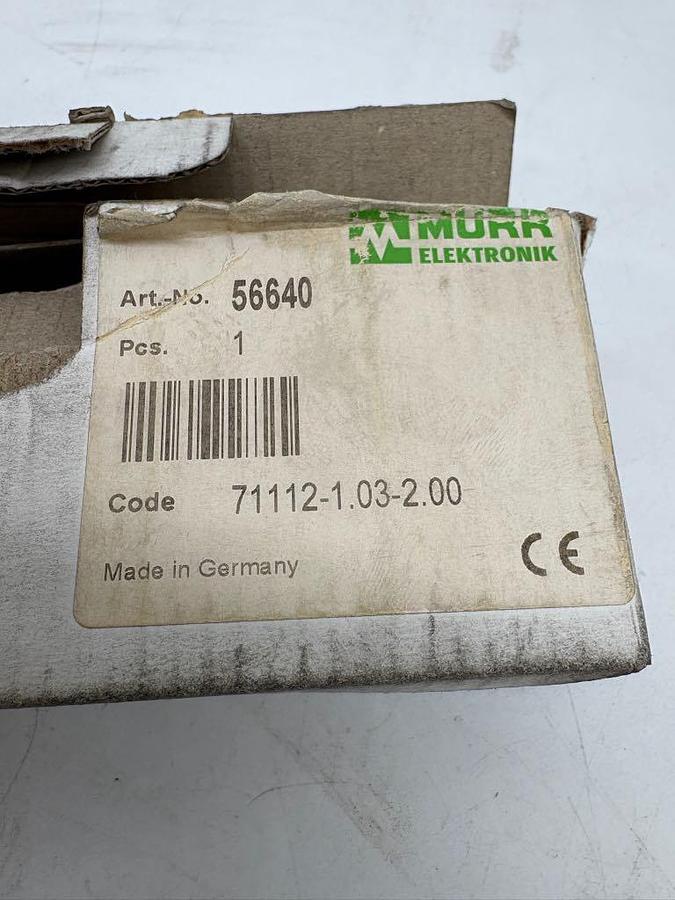 MURR
ELEKTRONIK
Art.-No. 56640
Pcs. 1
Code 71112-1.03-2.00
Made in Germany
CE